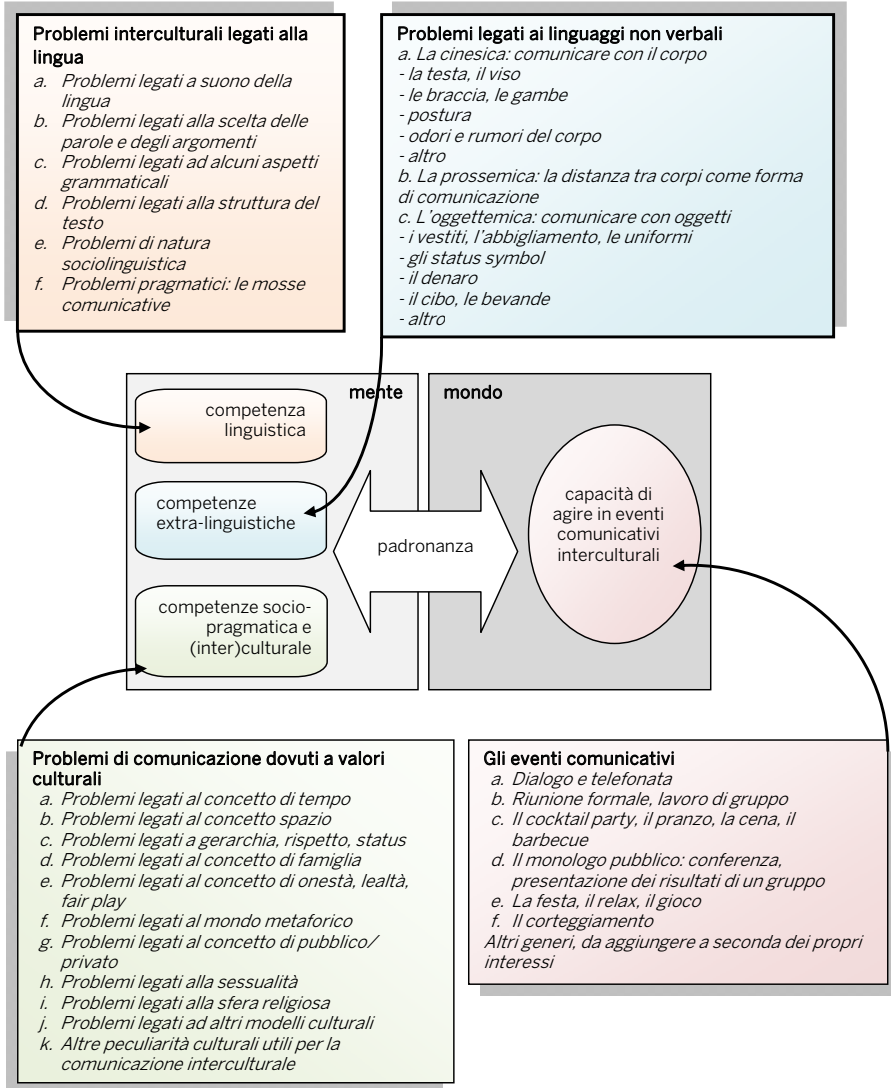 Problemi interculturali legati alla
lingua
a. Problemi legati a suono della
lingua
b. Problemi legati alla scelta delle
parole e degli argomenti
c. Problemi legati ad alcuni aspetti
grammaticali
d. Problemi legati alla struttura del
testo
e. Problemi di natura
sociolinguistica
f. Problemi pragmatici: le mosse
comunicative
Problemi legati ai linguaggi non verbali
a. La cinesica: comunicare con il corpo
- la testa, il viso
- le braccia, le gambe
- postura
- odori e rumori del corpo
- altro
b. La prossemica: la distanza tra corpi come forma
di comunicazione
c. L'oggettemica: comunicare con oggetti
- i vestiti, l'abbigliamento, le uniformi
- gli status symbol
- il denaro
- il cibo, le bevande
- altro
mente
competenza
linguistica
competenze
extra-linguistiche
competenze socio-
pragmatica e
(inter)culturale
padronanza
mondo
capacità di
agire in eventi
comunicativi
interculturali
Problemi di comunicazione dovuti a valori
culturali
a. Problemi legati al concetto di tempo
b. Problemi legati al concetto spazio
c. Problemi legati a gerarchia, rispetto, status
d. Problemi legati al concetto di famiglia
e. Problemi legati al concetto di onestà, lealtà,
fair play
f. Problemi legati al mondo metaforico
g. Problemi legati al concetto di pubblico/
privato
h. Problemi legati alla sessualità
i. Problemi legati alla sfera religiosa
j. Problemi legati ad altri modelli culturali
k. Altre peculiarità culturali utili per la
comunicazione interculturale
Gli eventi comunicativi
a. Dialogo e telefonata
b. Riunione formale, lavoro di gruppo
c. Il cocktail party, il pranzo, la cena, il
barbecue
d. Il monologo pubblico: conferenza,
presentazione dei risultati di un gruppo
e. La festa, il relax, il gioco
f. Il corteggiamento
Altri generi, da aggiungere a seconda dei propri
interessi